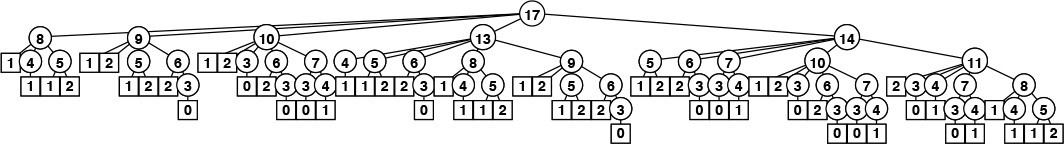 17
8 9 10 13 14
1 4 5 1 2 5 6 1 2 3 6 7 4 5 6 8 9 5 6 7 10 11
1 1 2 1 2 2 3 0 2 3 3 4 1 1 2 2 3 1 4 5 1 2 5 6 1 2 2 3 3 4 1 2 3 6 7 2 3 4 7 8
0 0 0 1 0 1 1 2 1 2 2 3 0 0 1 0 2 3 3 4 0 1 3 4 1 4 5
0 0 0 1 0 1 1 1 2